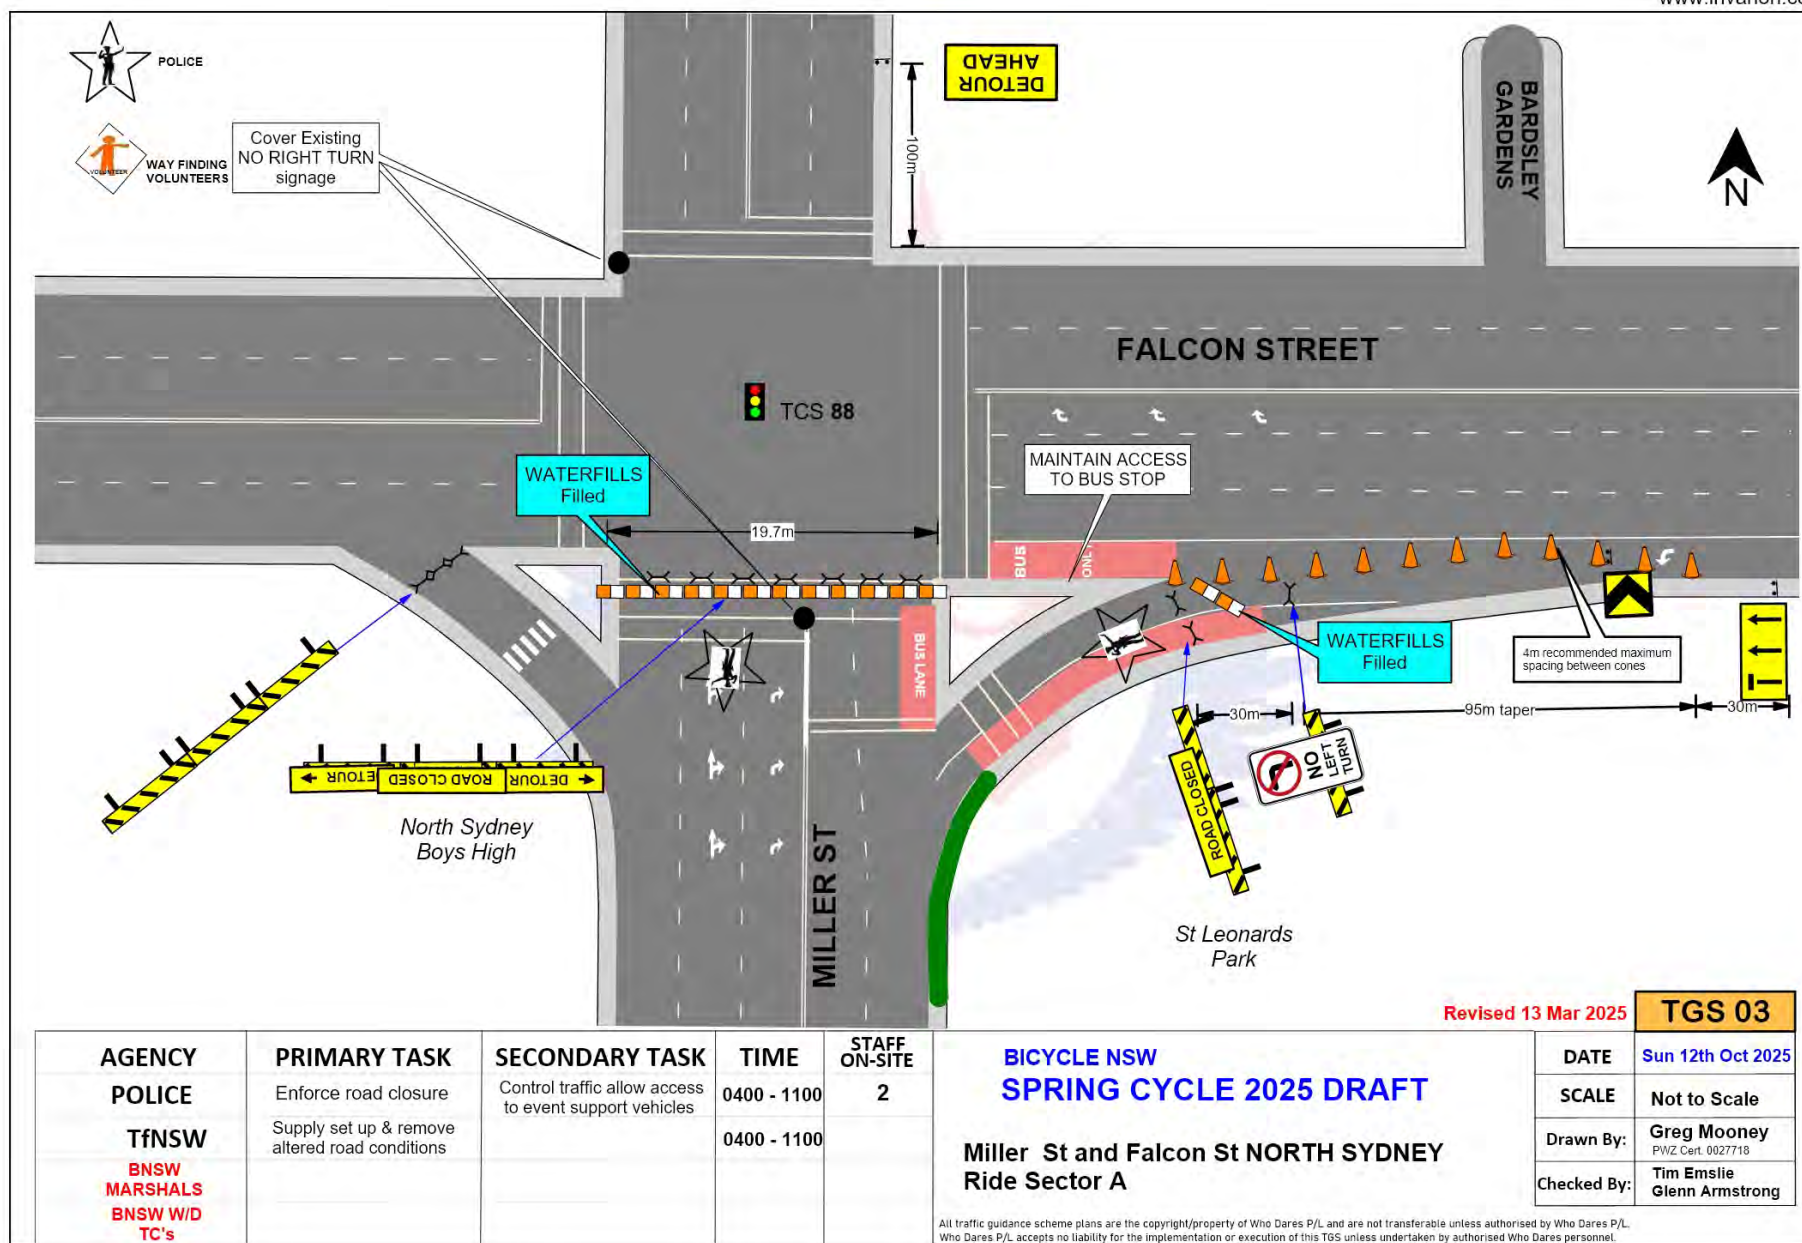 www.invarion.co
POLICE
VOLUNTEER
WAY FINDING
VOLUNTEERS
Cover Existing
NO RIGHT TURN
signage
DETOUR
AHEAD
100m
BARDSLEY
GARDENS
N
FALCON STREET
TCS 88
WATERFILLS
Filled
19.7m
MAINTAIN ACCESS
TO BUS STOP
BUS
ONL
BUS LANE
WATERFILLS
Filled
4m recommended maximum
spacing between cones
30m
95m taper
30m
NO
LEFT
TURN
ROAD CLOSED
DETOUR
ROAD CLOSED
DETOUR
North Sydney
Boys High
MILLER ST
St Leonards
Park
Revised 13 Mar 2025
TGS 03
AGENCY PRIMARY TASK SECONDARY TASK TIME STAFF ON-SITE
POLICE Enforce road closure Control traffic allow access to event support vehicles 0400 - 1100 2
TfNSW Supply set up & remove altered road conditions 0400 - 1100
BNSW
MARSHALS
BNSW W/D
TC's
BICYCLE NSW
SPRING CYCLE 2025 DRAFT
Miller St and Falcon St NORTH SYDNEY
Ride Sector A
DATE Sun 12th Oct 2025
SCALE Not to Scale
Drawn By: Greg Mooney
PWZ Cert. 0027718
Checked By: Tim Emslie
Glenn Armstrong
All traffic guidance scheme plans are the copyright/property of Who Dares P/L and are not transferable unless authorised by Who Dares P/L.
Who Dares P/L accepts no liability for the implementation or execution of this TGS unless undertaken by authorised Who Dares personnel.